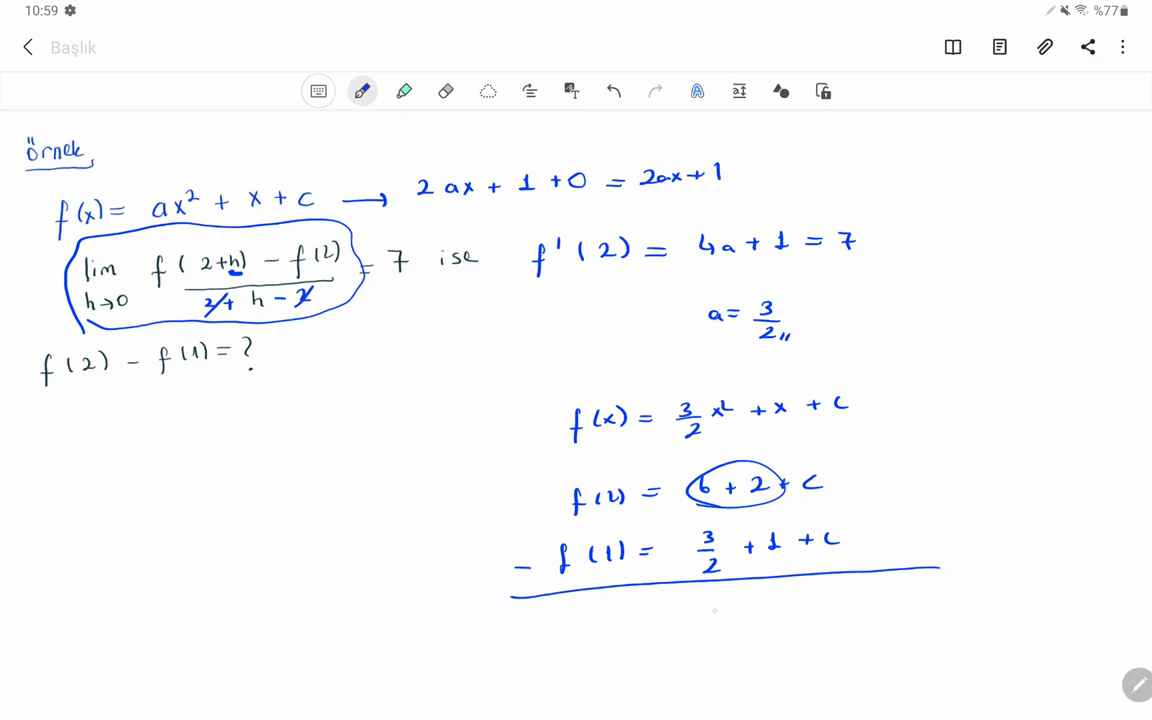 10:59 %77
Başlık
Örnek,
f(x) = ax² + x + c → 2ax + 1 + 0 = 2ax + 1
lim h→0 f(2+h) - f(2) / 2 + h - 2 = 7 ise
f'(2) = 4a + 1 = 7
a = 3/2 ,,
f(2) - f(1) = ?
f(x) = 3/2 x² + x + c
f(2) = 6 + 2 + c
- f(1) = 3/2 + 1 + c